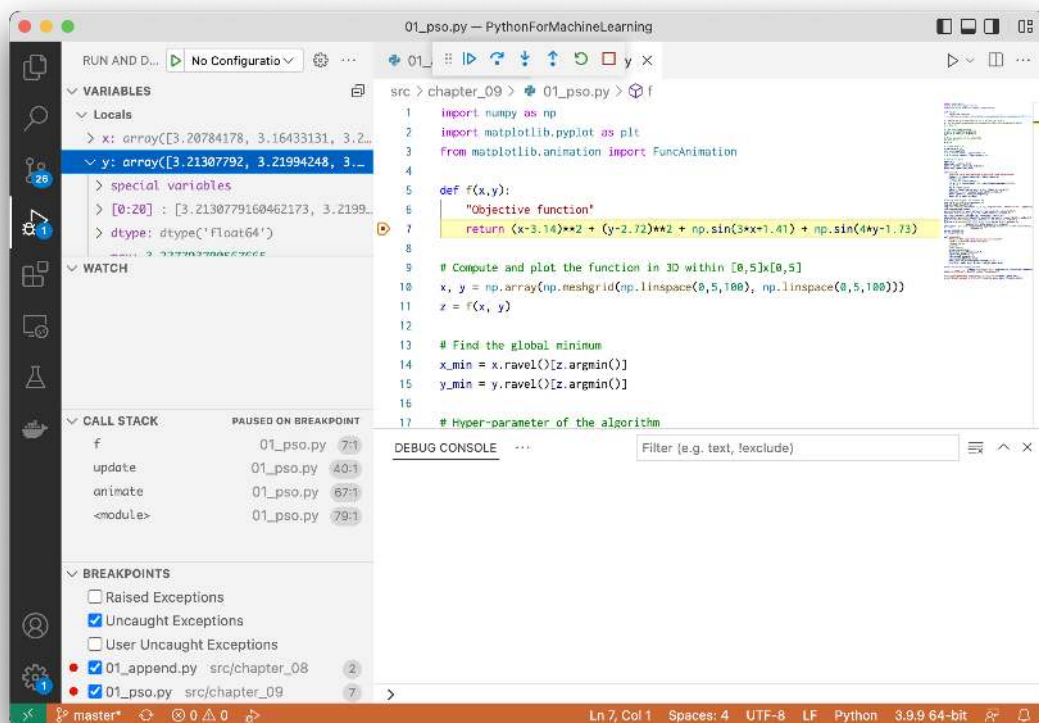 01_pso.py — PythonForMachineLearning
RUN AND D...
No Configuratio
01_
y
VARIABLES
Locals
x: array([3.20784178, 3.16433131, 3.2...
y: array([3.21307792, 3.21994248, 3....
special variables
[0:20] : [3.2130779160462173, 3.2199...
dtype: dtype('float64')
WATCH
CALL STACK
PAUSED ON BREAKPOINT
f 01_pso.py 7:1
update 01_pso.py 40:1
animate 01_pso.py 67:1
<module> 01_pso.py 79:1
BREAKPOINTS
Raised Exceptions
Uncaught Exceptions
User Uncaught Exceptions
01_append.py src/chapter_08 2
01_pso.py src/chapter_09 7
26
1
1
src > chapter_09 > 01_pso.py > f
1 import numpy as np
2 import matplotlib.pyplot as plt
3 from matplotlib.animation import FuncAnimation
4
5 def f(x,y):
6 "Objective function"
7 return (x-3.14)**2 + (y-2.72)**2 + np.sin(3*x+1.41) + np.sin(4*y-1.73)
8
9 # Compute and plot the function in 3D within [0,5]x[0,5]
10 x, y = np.array(np.meshgrid(np.linspace(0,5,100), np.linspace(0,5,100)))
11 z = f(x, y)
12
13 # Find the global minimum
14 x_min = x.ravel()[z.argmin()]
15 y_min = y.ravel()[z.argmin()]
16
17 # Hyper-parameter of the algorithm
DEBUG CONSOLE
Filter (e.g. text, !exclude)
master*
0
0
Ln 7, Col 1
Spaces: 4
UTF-8
LF
Python
3.9.9 64-bit